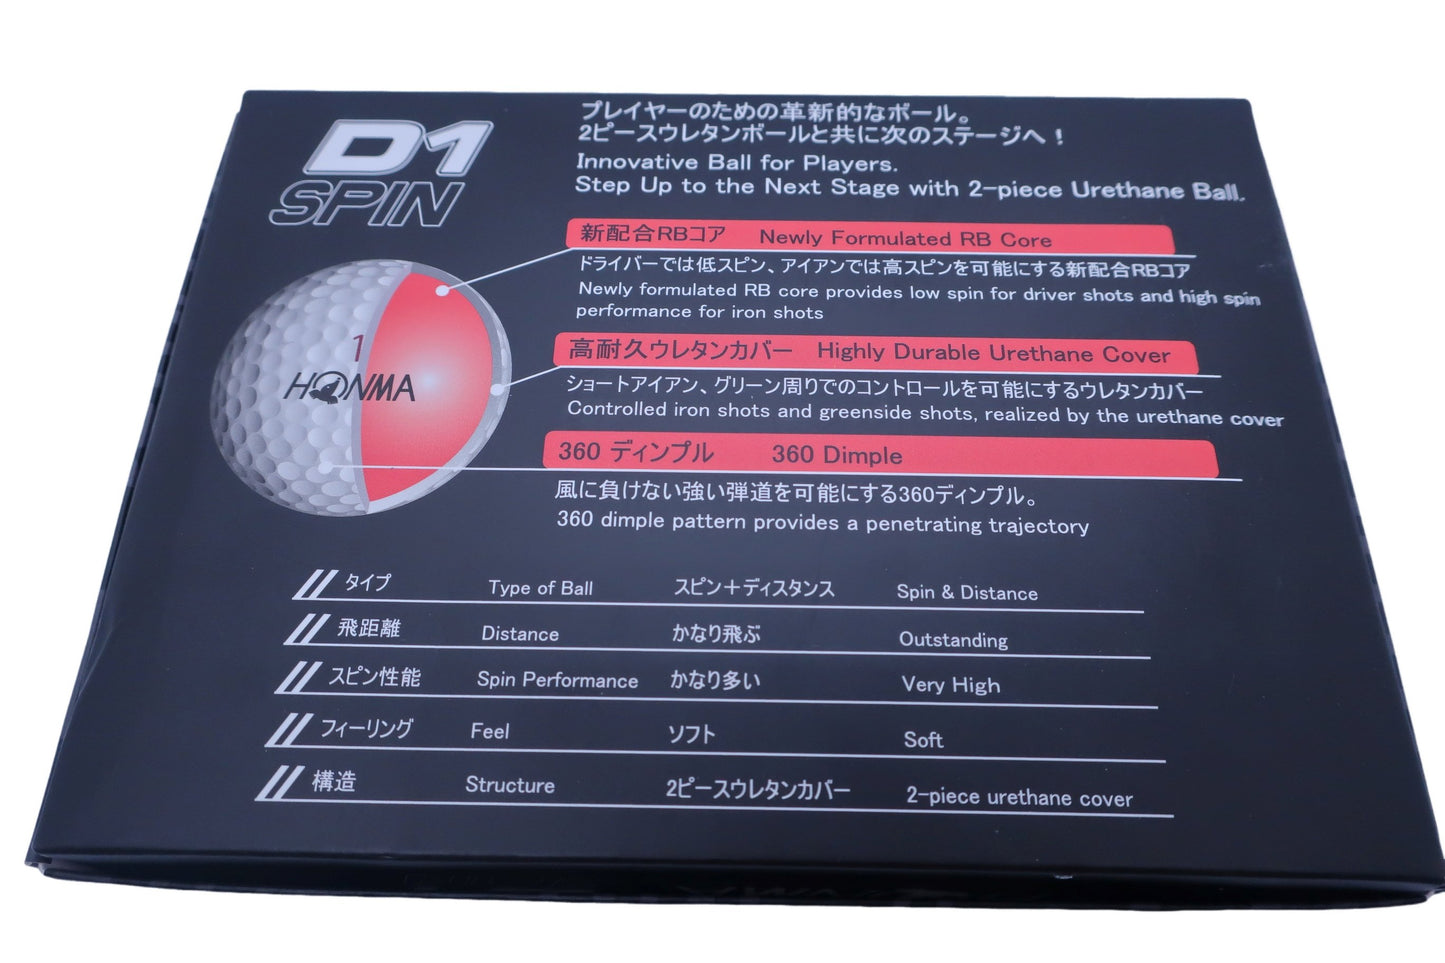 D1
SPIN
プレイヤーのための革新的なボール。
2ピースウレタンボールと共に次のステージへ！
Innovative Ball for Players.
Step Up to the Next Stage with 2-piece Urethane Ball.
新配合RBコア Newly Formulated RB Core
ドライバーでは低スピン、アイアンでは高スピンを可能にする新配合RBコア
Newly formulated RB core provides low spin for driver shots and high spin
performance for iron shots
1
HONMA
高耐久ウレタンカバー Highly Durable Urethane Cover
ショートアイアン、グリーン周りでのコントロールを可能にするウレタンカバー
Controlled iron shots and greenside shots, realized by the urethane cover
360 ディンプル 360 Dimple
風に負けない強い弾道を可能にする360ディンプル。
360 dimple pattern provides a penetrating trajectory
タイプ Type of Ball スピン＋ディスタンス Spin & Distance
飛距離 Distance かなり飛ぶ Outstanding
スピン性能 Spin Performance かなり多い Very High
フィーリング Feel ソフト Soft
構造 Structure 2ピースウレタンカバー 2-piece urethane cover